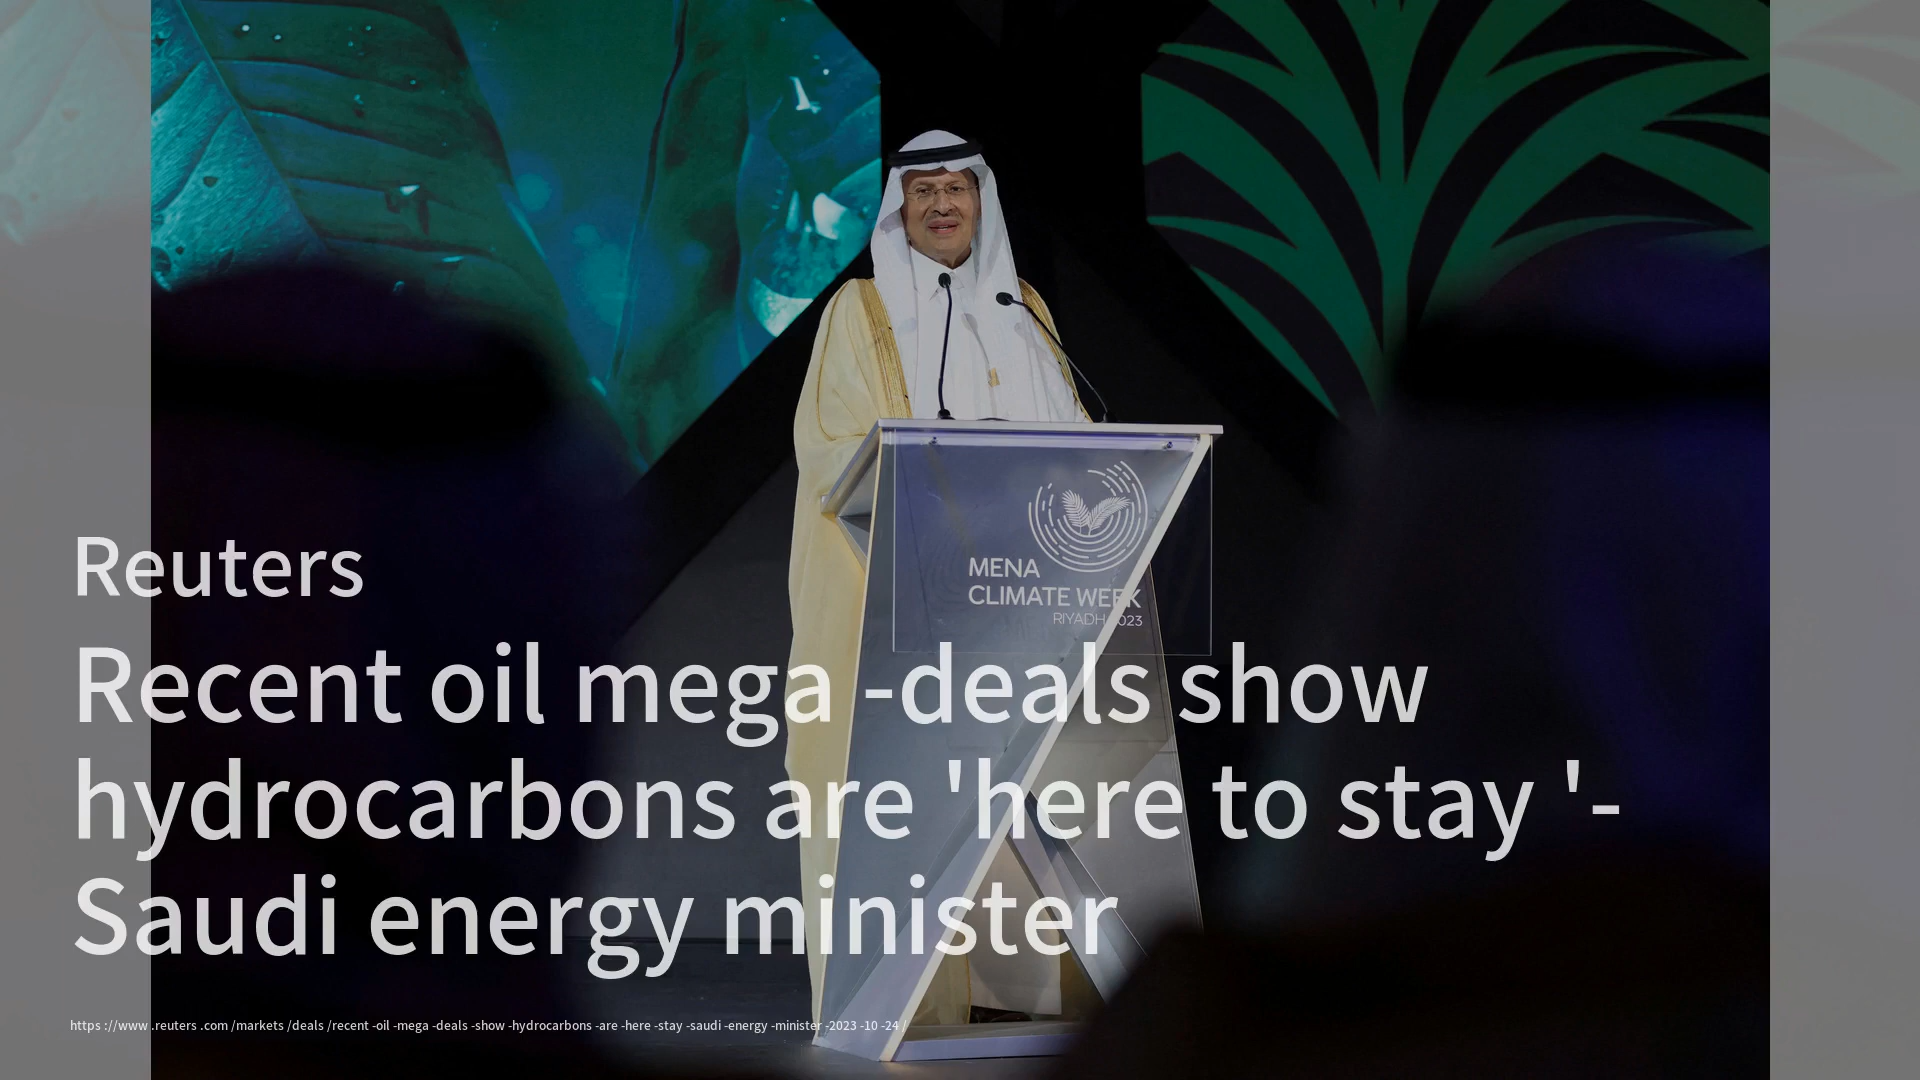 MENA
CLIMATE WEEK
RIYADH 2023
Reuters
Recent oil mega -deals show
hydrocarbons are 'here to stay '-
Saudi energy minister
https ://www .reuters .com /markets /deals /recent -oil -mega -deals -show -hydrocarbons -are -here -stay -saudi -energy -minister -2023 -10 -24 /